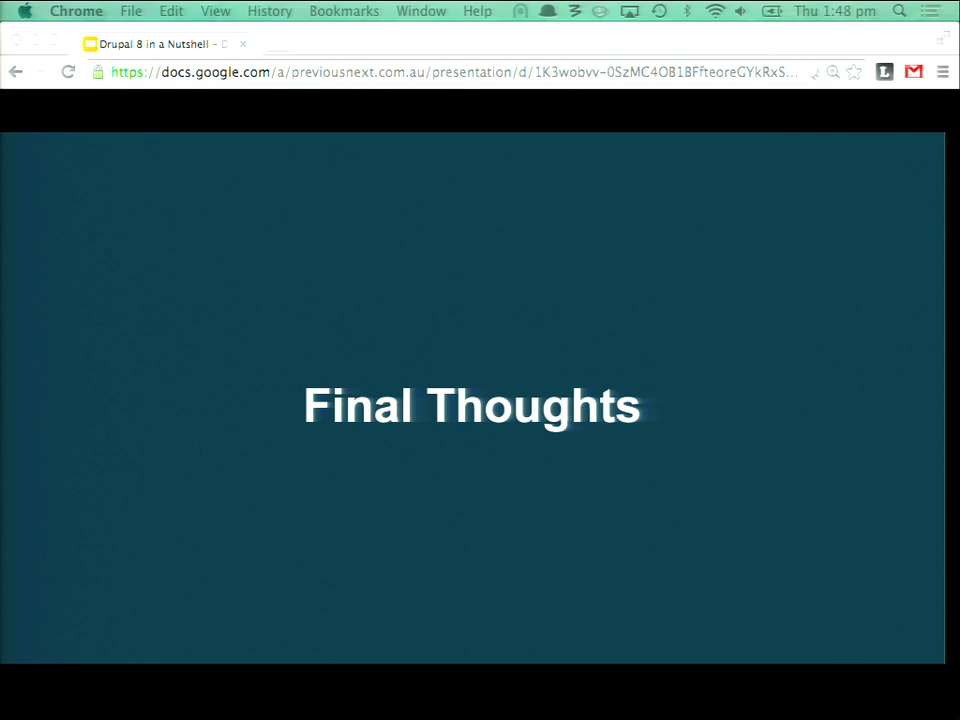 Chrome File Edit View History Bookmarks Window Help Thu 1:48 pm
Drupal 8 in a Nutshell –
https://docs.google.com/a/previousnext.com.au/presentation/d/1K3wobvv-0SzMC4OB1BFfteoreGYkRxS...
Final Thoughts